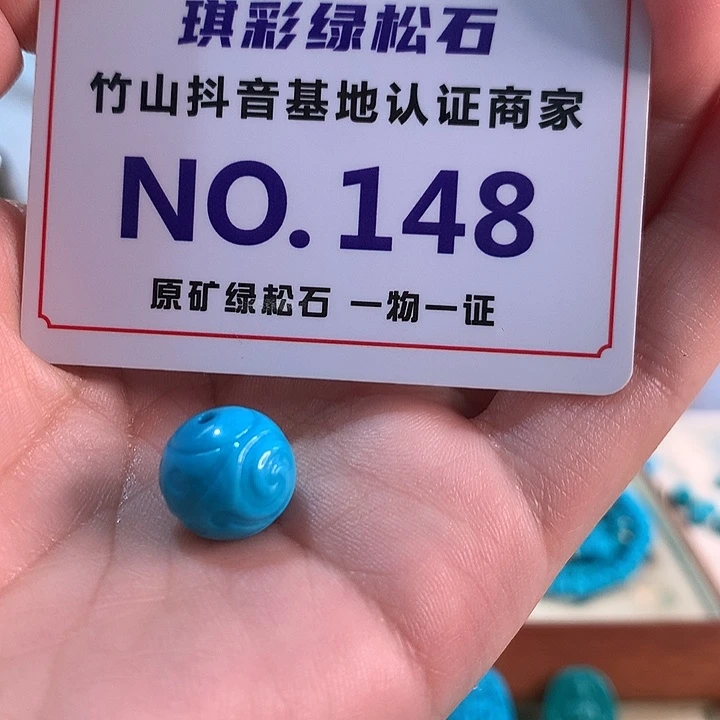 琪彩绿松石
竹山抖音基地认证商家
NO.148
原矿绿松石 一物一证